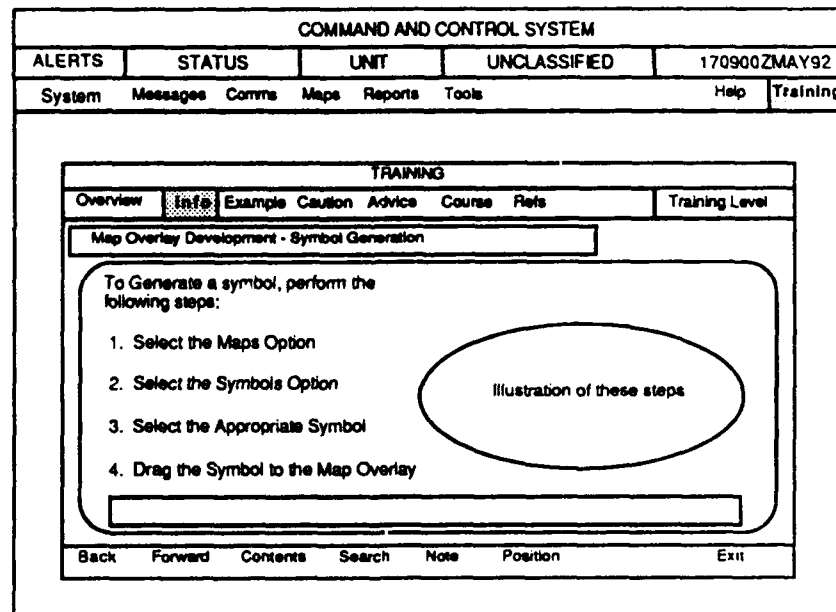 COMMAND AND CONTROL SYSTEM
ALERTS STATUS UNIT UNCLASSIFIED 170900ZMAY92
System Messages Comms Maps Reports Tools Help Training
TRAINING
Overview Info Example Caution Advice Course Refs Training Level
Map Overlay Development - Symbol Generation
To Generate a symbol, perform the
following steps:
1. Select the Maps Option
2. Select the Symbols Option
Illustration of these steps
3. Select the Appropriate Symbol
4. Drag the Symbol to the Map Overlay
Back Forward Contents Search Note Position Exit